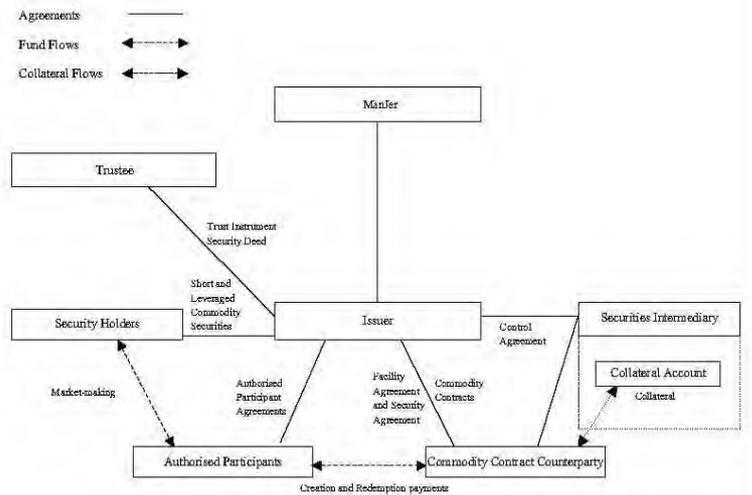 Agreements
Fund Flows
Collateral Flows
ManJer
Trustee
Trust Instrument
Security Deed
Short and
Leveraged
Commodity
Securities
Security Holders
Issuer
Securities Intermediary
Control
Agreement
Collateral Account
Collateral
Market-making
Authorised
Participant
Agreements
Facility
Agreement
and Security
Agreement
Commodity
Contracts
Authorised Participants
Commodity Contract Counterparty
Creation and Redemption payments